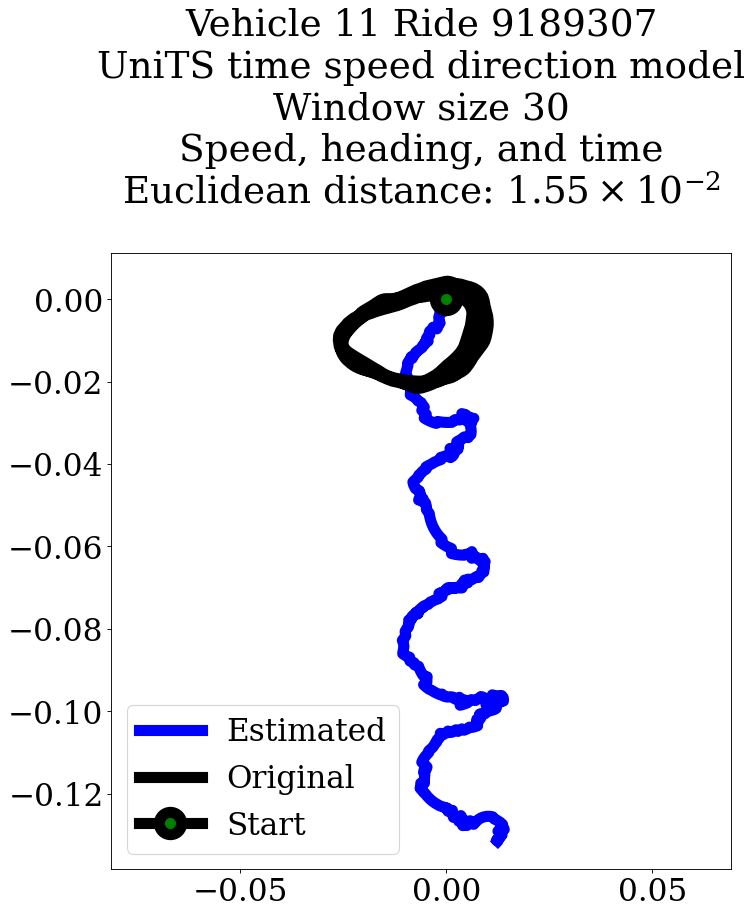 Vehicle 11 Ride 9189307
UniTS time speed direction model
Window size 30
Speed, heading, and time
Euclidean distance: 1.55 × 10⁻²
0.00
−0.02
−0.04
−0.06
−0.08
−0.10
−0.12
Estimated
Original
Start
−0.05
0.00
0.05